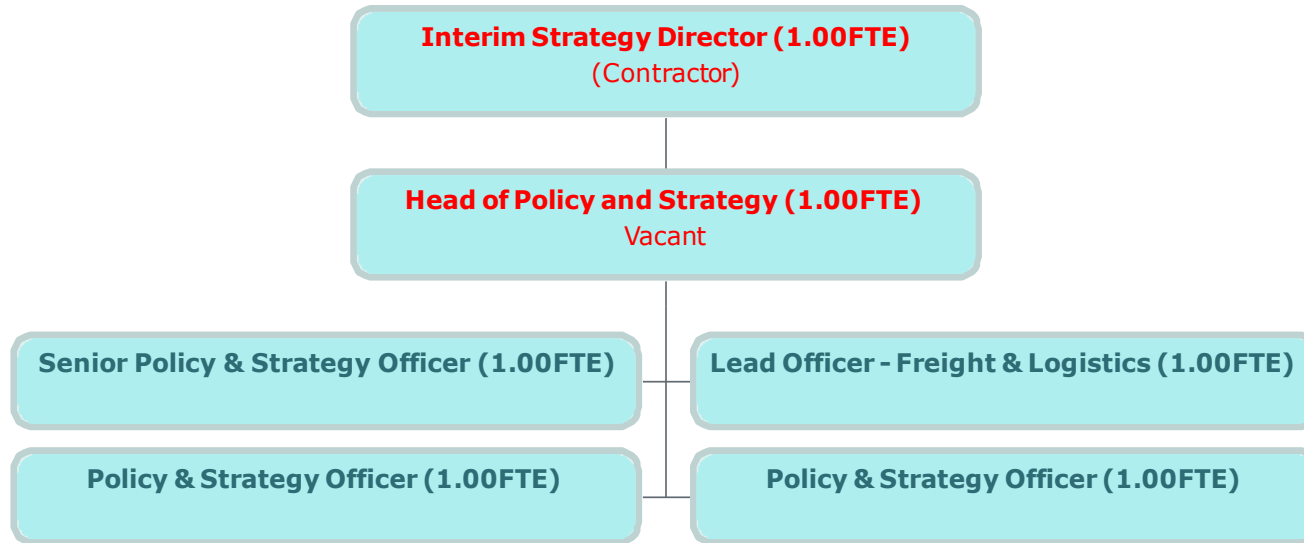 Interim Strategy Director (1.00FTE)
(Contractor)
Head of Policy and Strategy (1.00FTE)
Vacant
Senior Policy & Strategy Officer (1.00FTE)
Lead Officer - Freight & Logistics (1.00FTE)
Policy & Strategy Officer (1.00FTE)
Policy & Strategy Officer (1.00FTE)